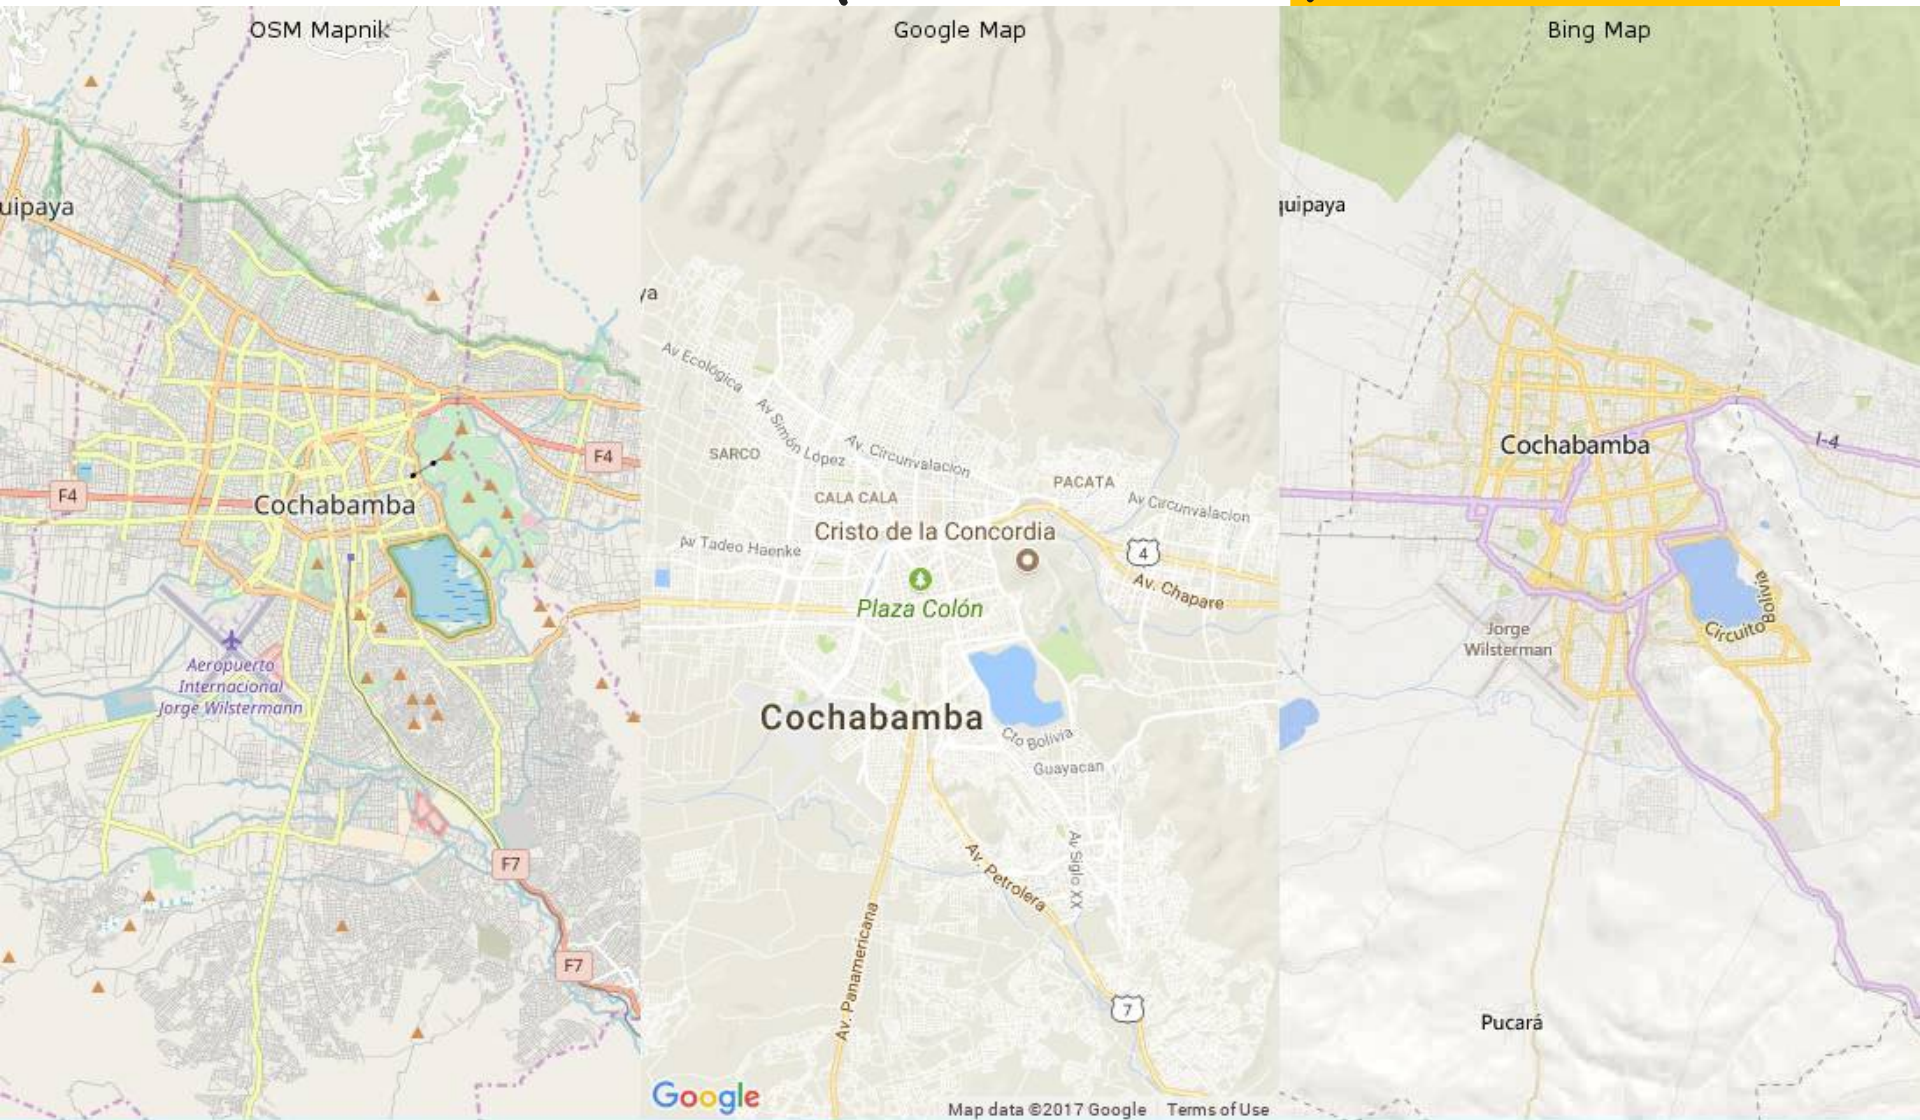 OSM Mapnik
uipaya
F4
F4
Cochabamba
Aeropuerto
Internacional
Jorge Wilstermann
F7
F7
Google Map
ya
Av Ecológica
Av Simón López
Av. Circunvalacion
SARCO
CALA CALA
PACATA
Av Circunvalacion
Cristo de la Concordia
Av Tadeo Haenke
4
Av. Chapare
Plaza Colón
Cochabamba
Cto Bolivia
Guayacan
Av Siglo XX
Av. Petrolera
Av. Panamericana
7
Google
Map data ©2017 Google
Terms of Use
Bing Map
quipaya
Cochabamba
I-4
Jorge
Wilsterman
Circuito Bolivia
Pucará